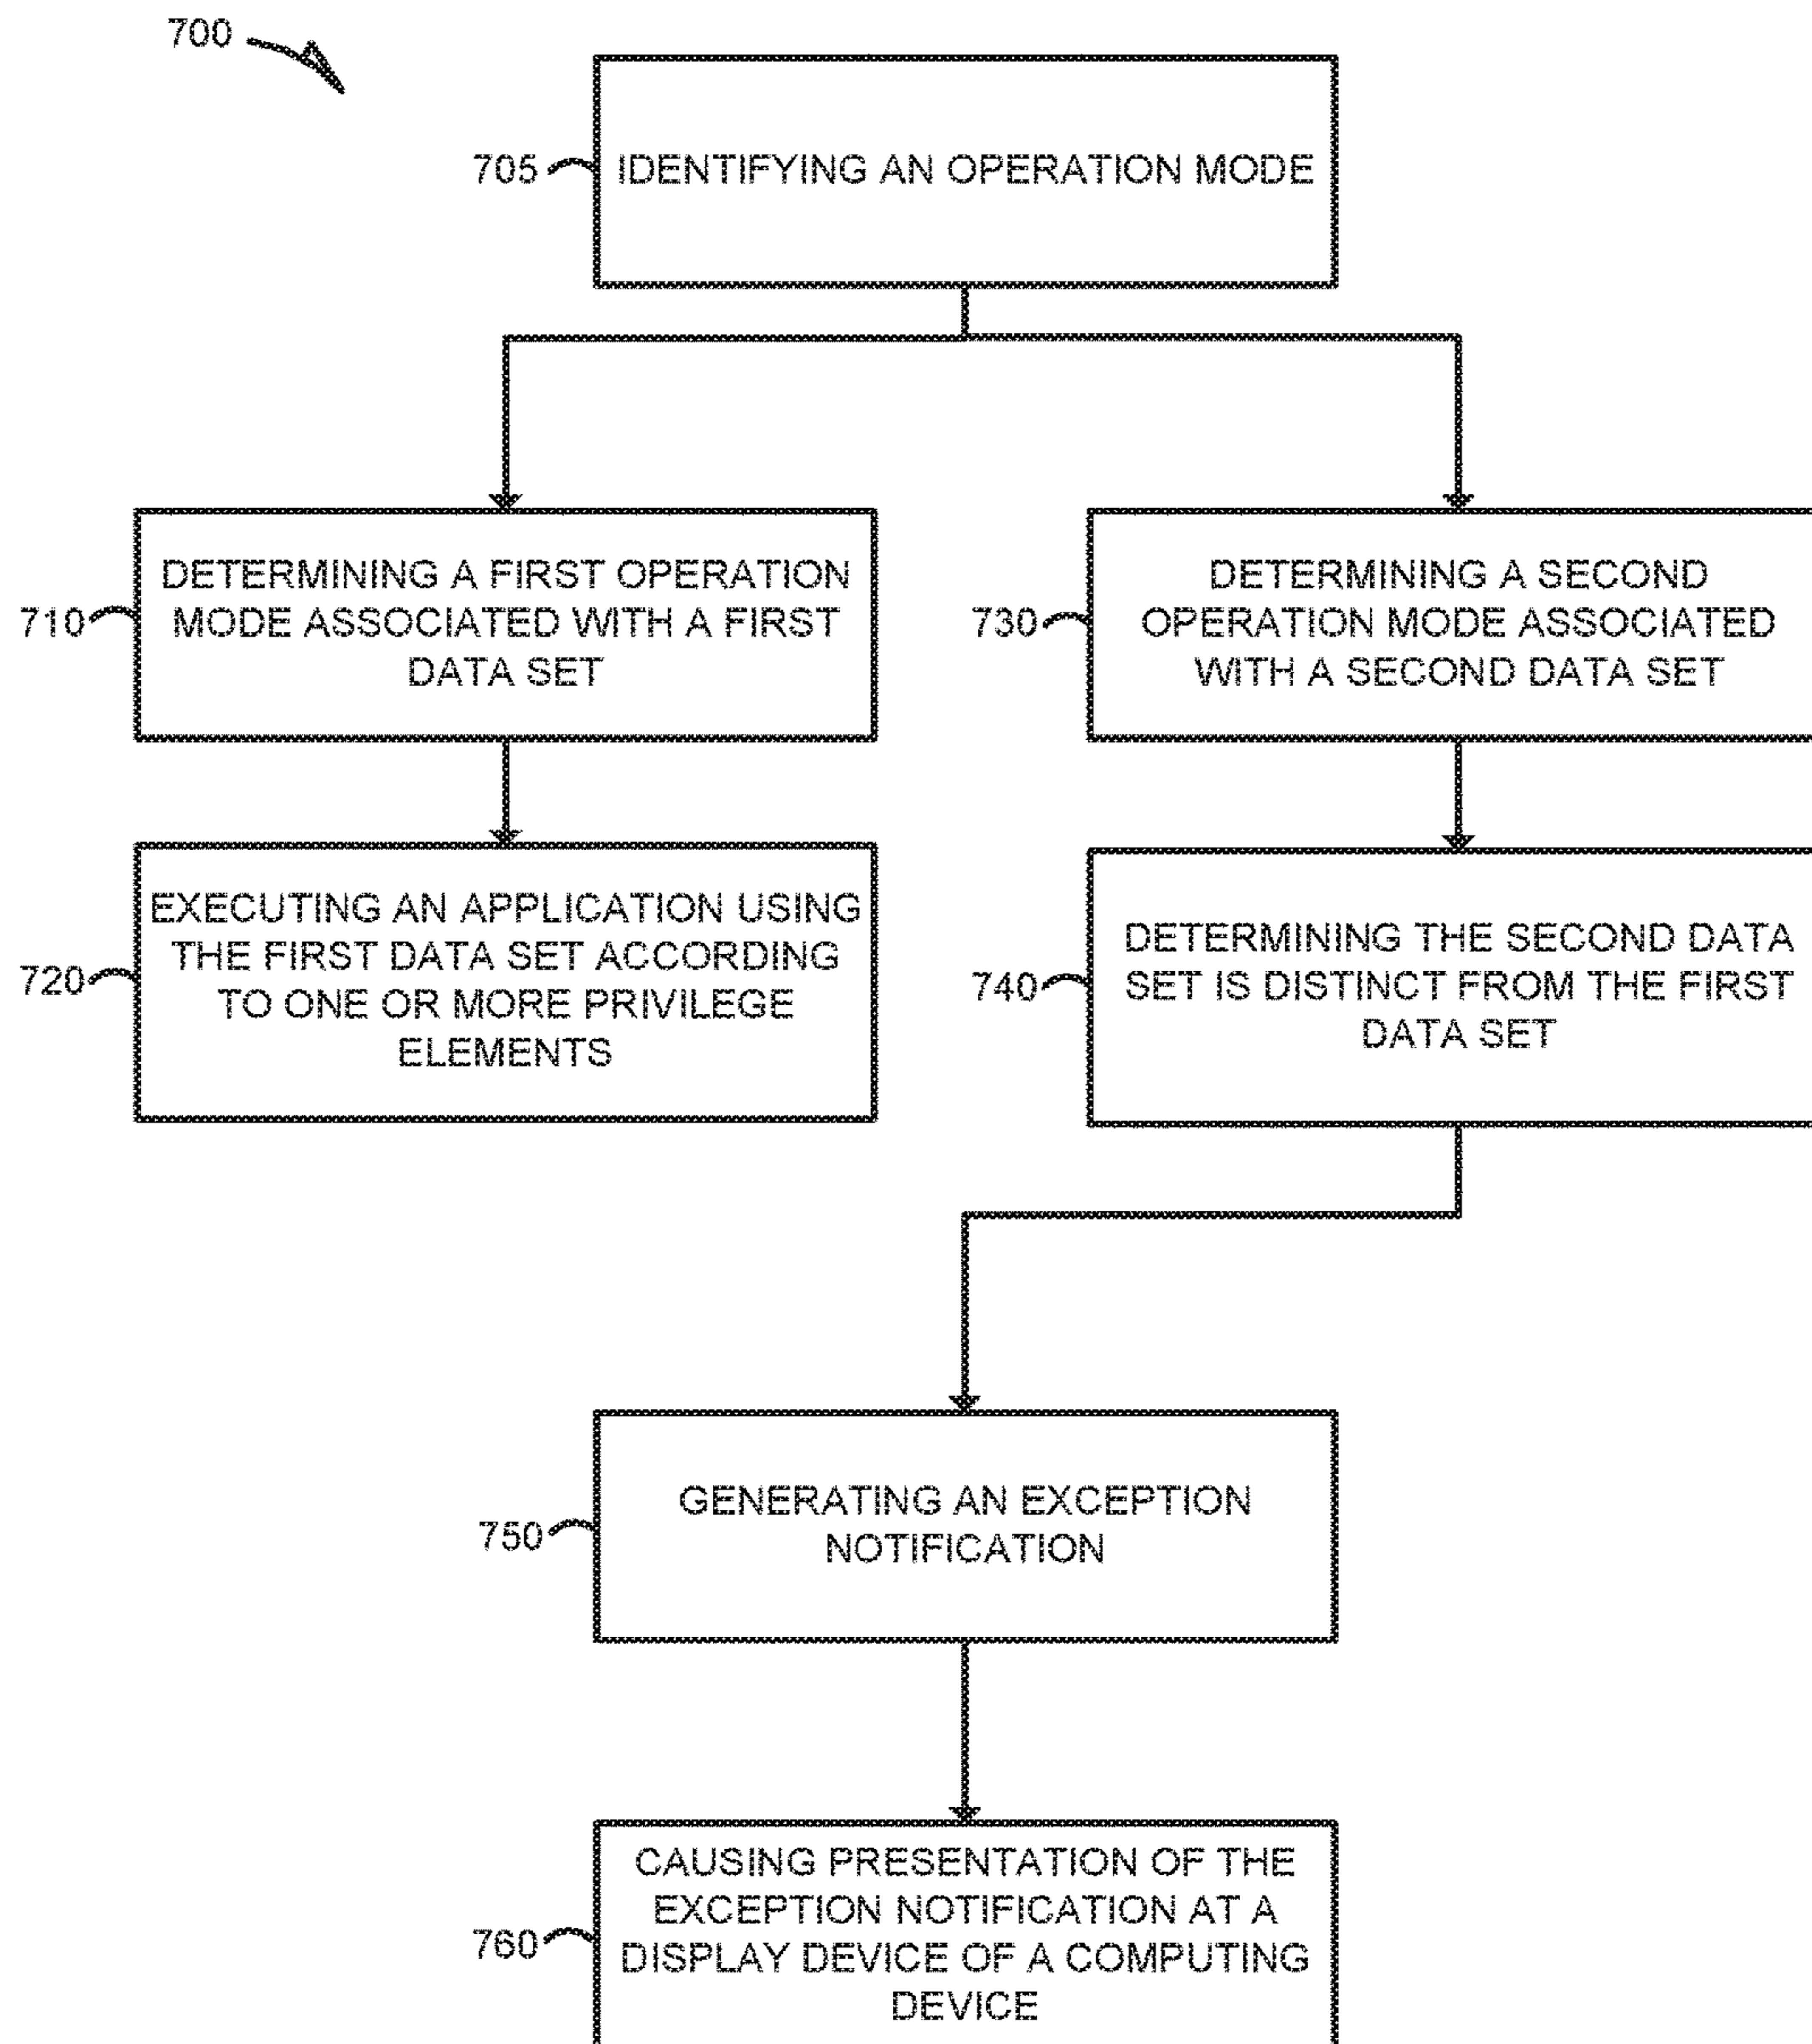 700
705
IDENTIFYING AN OPERATION MODE
710
DETERMINING A FIRST OPERATION
MODE ASSOCIATED WITH A FIRST
DATA SET
730
DETERMINING A SECOND
OPERATION MODE ASSOCIATED
WITH A SECOND DATA SET
720
EXECUTING AN APPLICATION USING
THE FIRST DATA SET ACCORDING
TO ONE OR MORE PRIVILEGE
ELEMENTS
740
DETERMINING THE SECOND DATA
SET IS DISTINCT FROM THE FIRST
DATA SET
750
GENERATING AN EXCEPTION
NOTIFICATION
760
CAUSING PRESENTATION OF THE
EXCEPTION NOTIFICATION AT A
DISPLAY DEVICE OF A COMPUTING
DEVICE